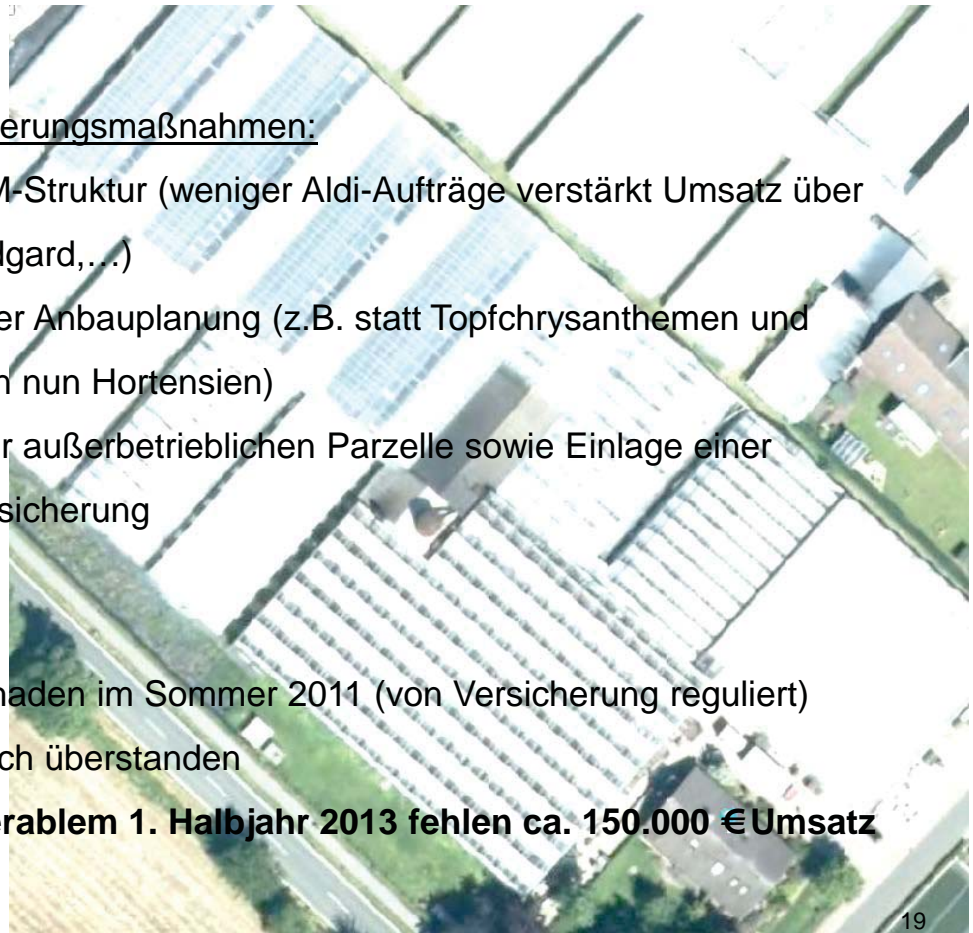 erungsmaßnahmen:
M-Struktur (weniger Aldi-Aufträge verstärkt Umsatz über
dgard,…)
er Anbauplanung (z.B. statt Topfchrysanthemen und
n nun Hortensien)
r außerbetrieblichen Parzelle sowie Einlage einer
sicherung
haden im Sommer 2011 (von Versicherung reguliert)
ch überstanden
erablem 1. Halbjahr 2013 fehlen ca. 150.000 € Umsatz
19